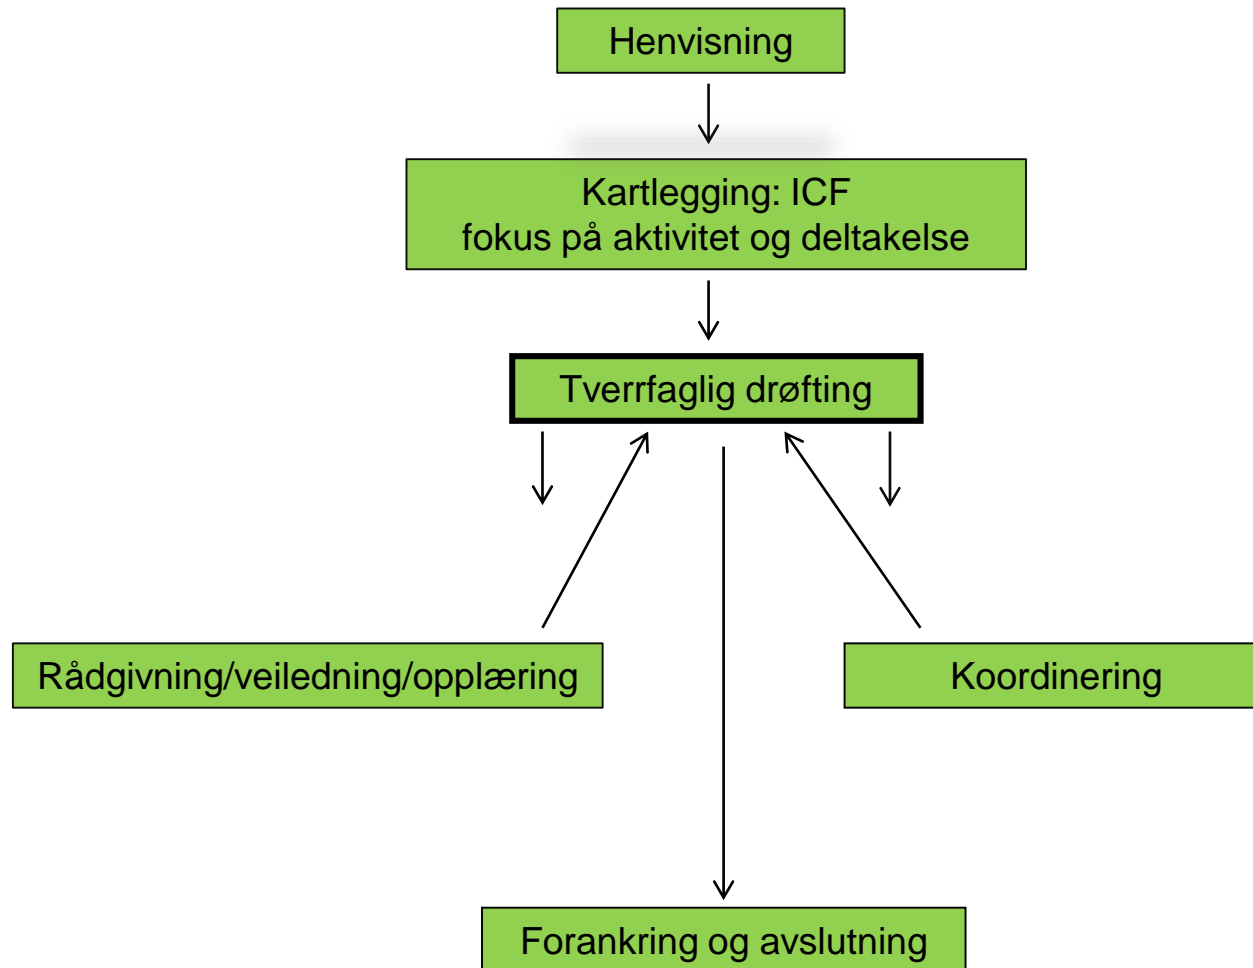 Henvisning
Kartlegging: ICF
fokus på aktivitet og deltakelse
Tverrfaglig drøfting
Rådgivning/veiledning/opplæring
Koordinering
Forankring og avslutning